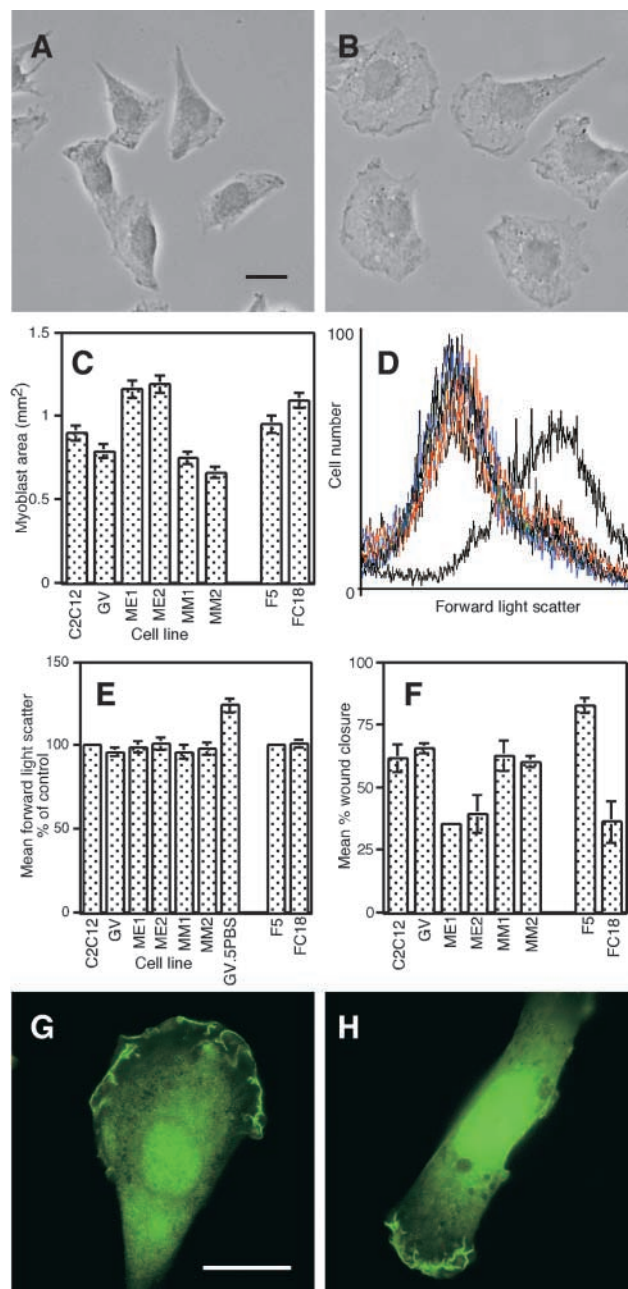 A
B
C
Myoblast area (mm²)
1.5
1
0.5
0
C2C12
GV
ME1
ME2
MM1
MM2
F5
FC18
Cell line
D
Cell number
100
0
Forward light scatter
E
Mean forward light scatter
% of control
150
100
50
0
C2C12
GV
ME1
ME2
MM1
MM2
GV.5PBS
F5
FC18
Cell line
F
Mean % wound closure
100
75
50
25
0
C2C12
GV
ME1
ME2
MM1
MM2
F5
FC18
G
H